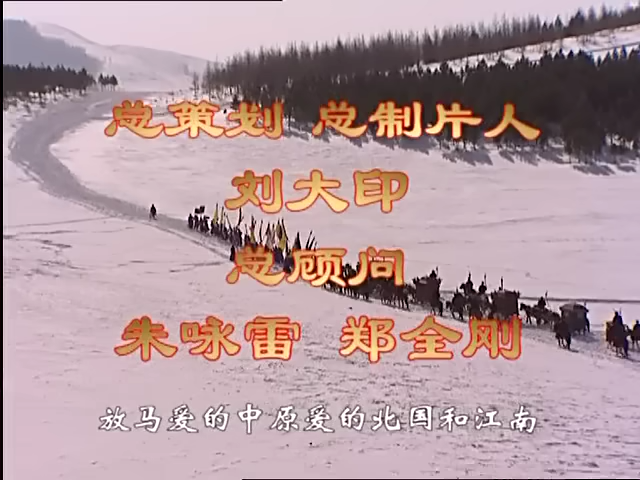 总策划 总制片人
刘大印
总顾问
朱咏雷 郑全刚
放马爱的中原爱的北国和江南